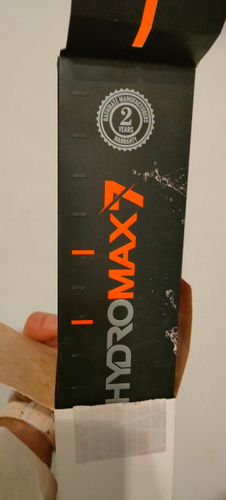 BATHMATE MANUFACTURERS
2
YEARS
WARRANTY
HYDROMAX7